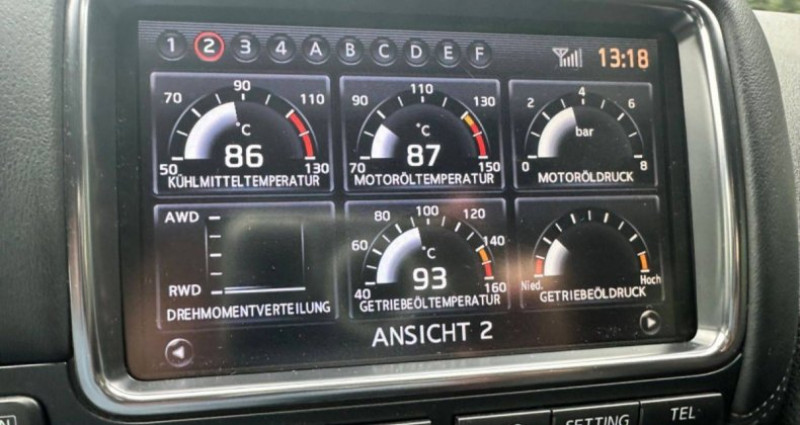 1 2 3 4 A B C D E F 13:18
70 90 110
50 °C 86 130
KÜHLMITTELTEMPERATUR
90 110 130
70 °C 87 150
MOTORÖLTEMPERATUR
2 4 6
0 bar 8
MOTORÖLDRUCK
AWD
RWD
DREHMOMENTVERTEILUNG
60 80 100 120 140
40 °C 93 160
GETRIEBEÖLTEMPERATUR
Nied. Hoch
GETRIEBEÖLDRUCK
ANSICHT 2
SETTING TEL